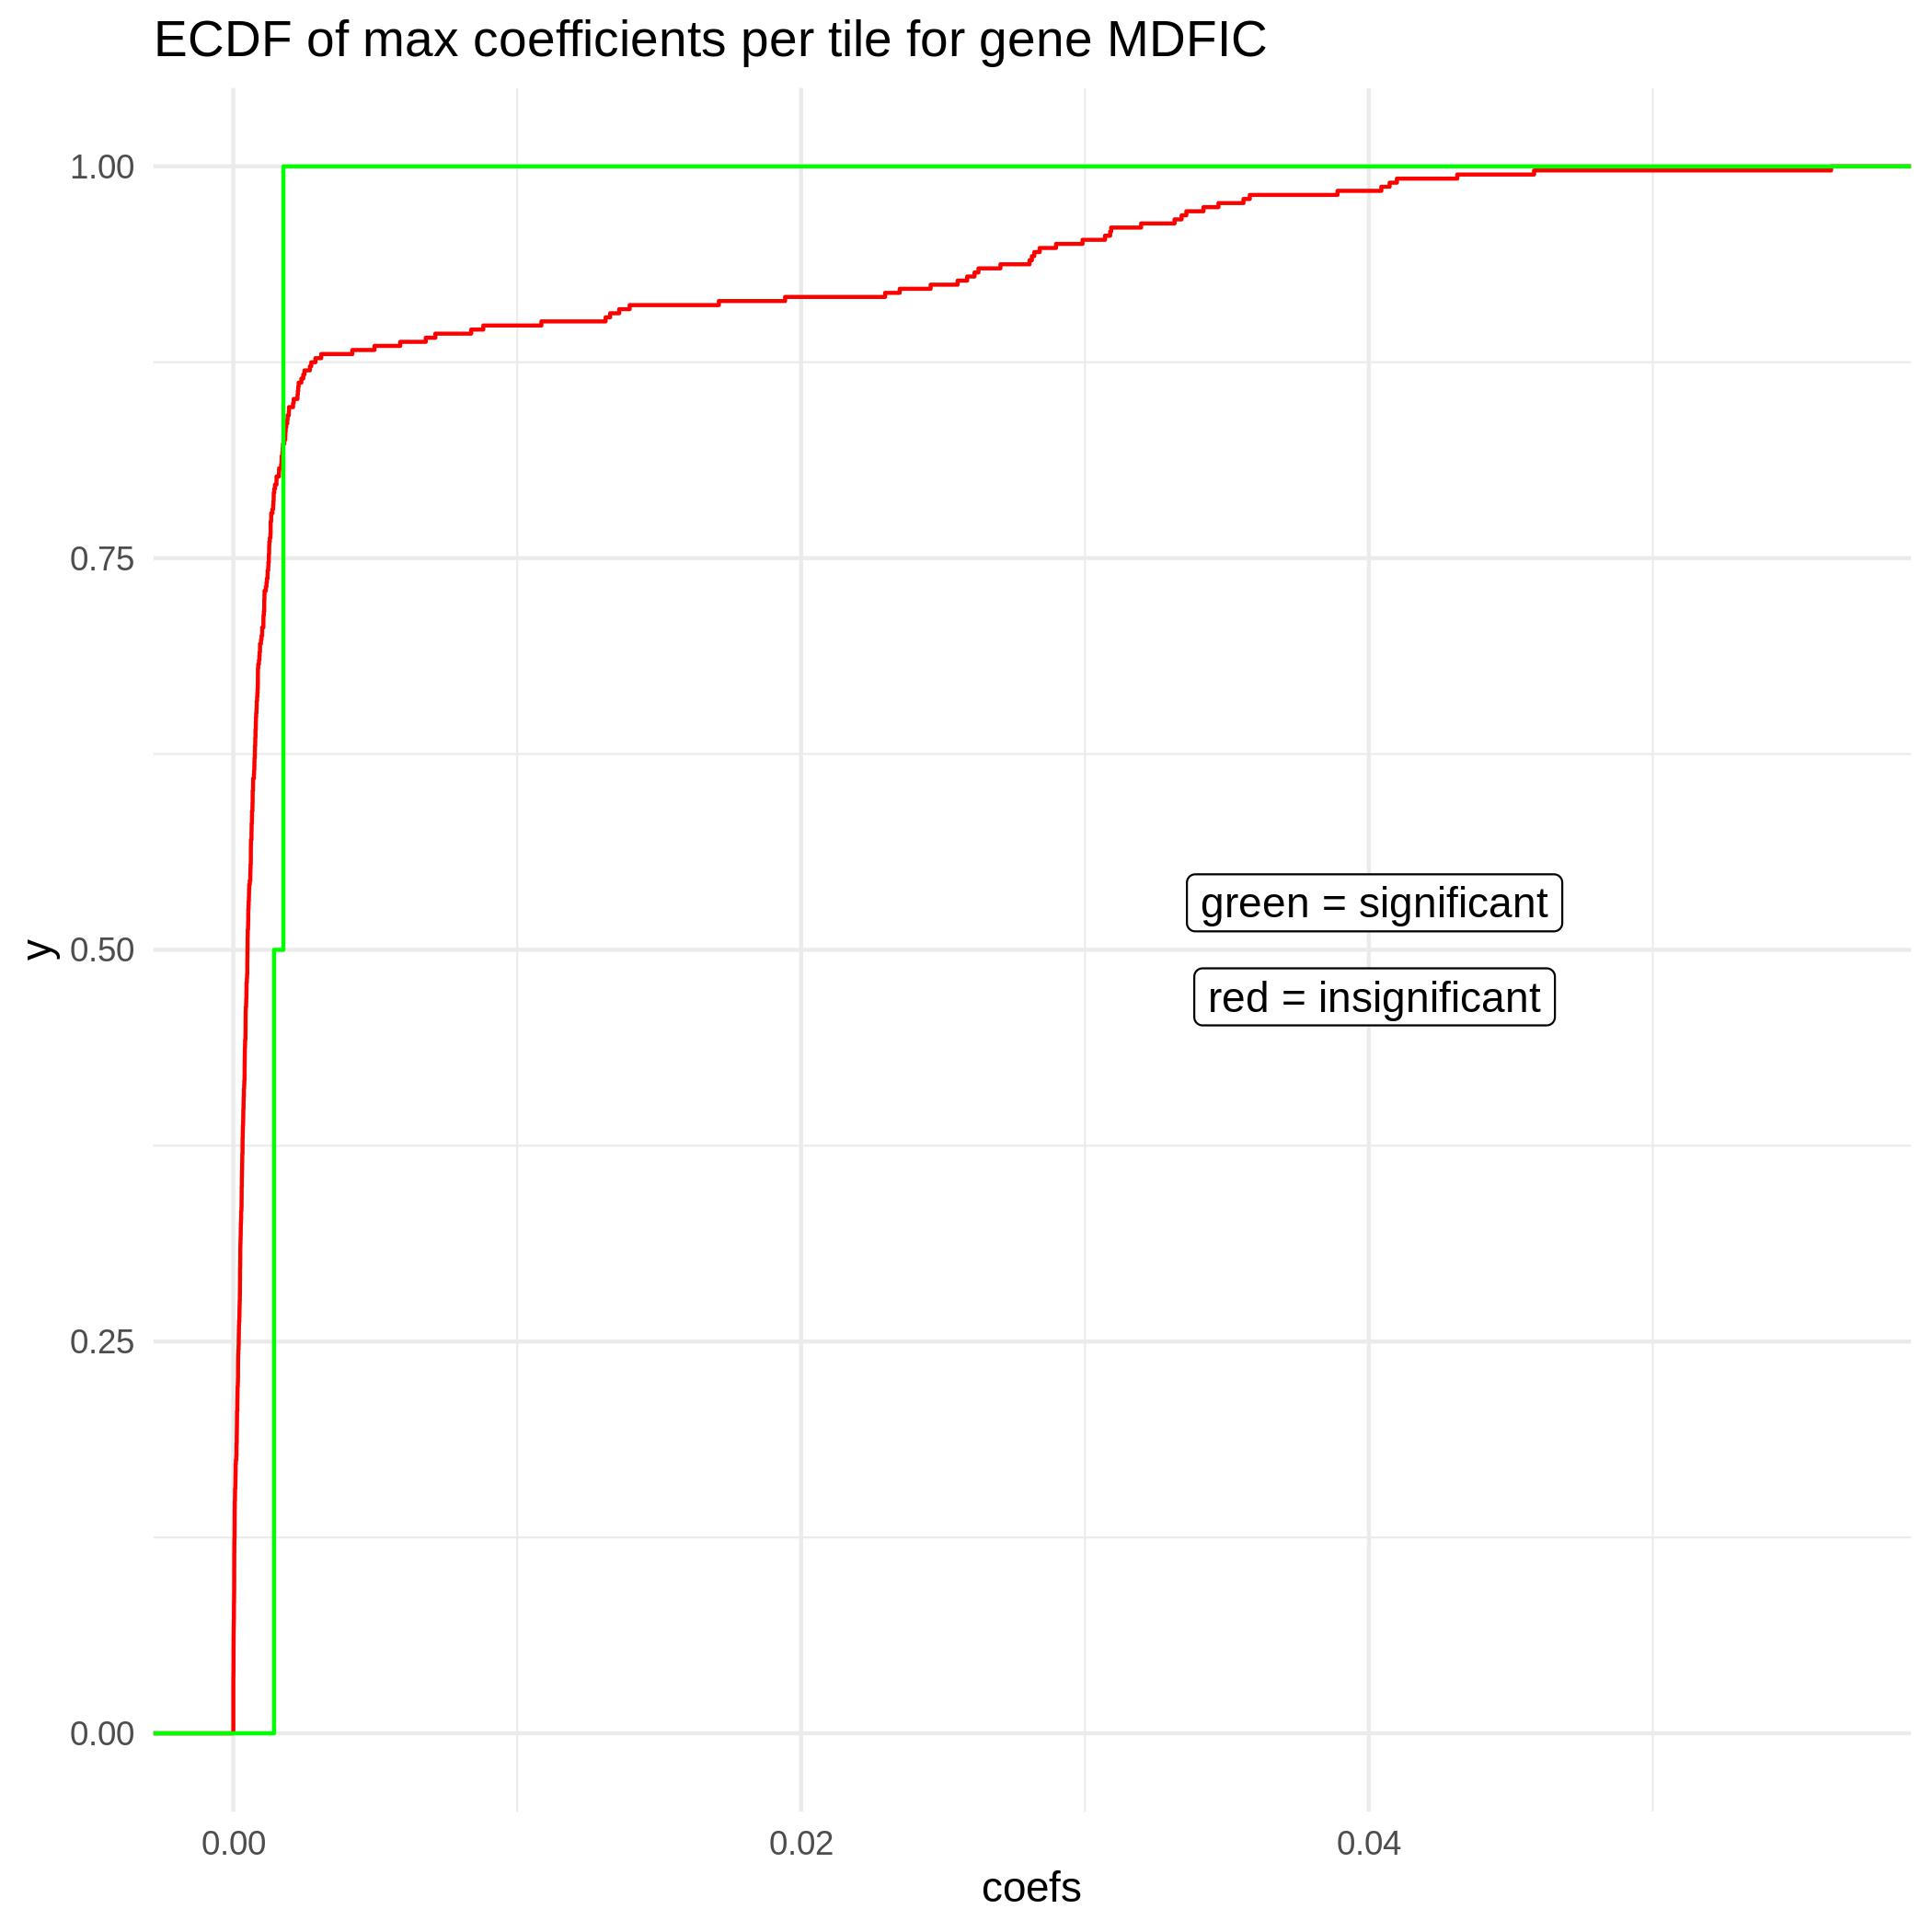 ECDF of max coefficients per tile for gene MDFIC
1.00
0.75
0.50
0.25
0.00
y
green = significant
red = insignificant
0.00
0.02
0.04
coefs